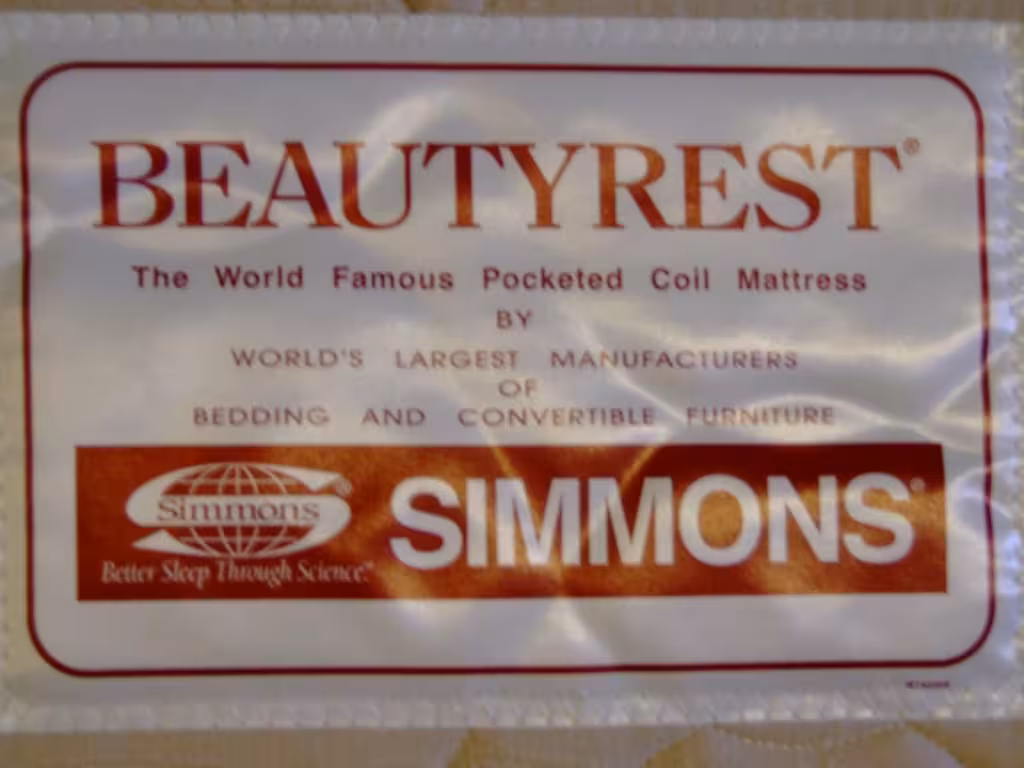 BEAUTYREST®
The World Famous Pocketed Coil Mattress
BY
WORLD'S LARGEST MANUFACTURERS
OF
BEDDING AND CONVERTIBLE FURNITURE
Simmons®
Better Sleep Through Science.™
SIMMONS®